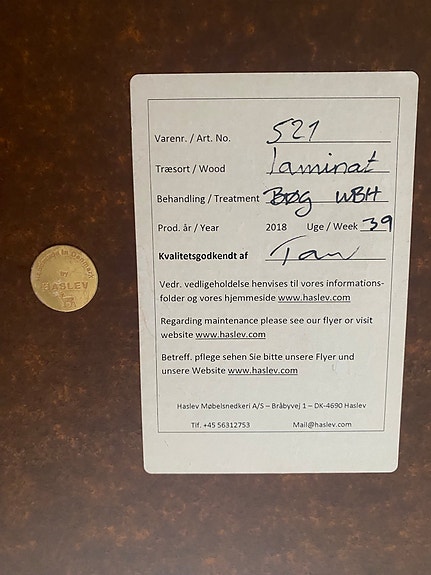 Varenr. / Art. No. 521
Træsort / Wood Laminat
Behandling / Treatment Bøg WBH
Prod. år / Year 2018 Uge / Week 39
Kvalitetsgodkendt af
Vedr. vedligeholdelse henvises til vores informations-
folder og vores hjemmeside www.haslev.com
Regarding maintenance please see our flyer or visit
website www.haslev.com
Betreff. pflege sehen Sie bitte unsere Flyer und
unsere Website www.haslev.com
Haslev Møbelsnedkeri A/S – Bråbyvej 1 – DK-4690 Haslev
Tlf. +45 56312753 Mail@haslev.com
by
HASLEV